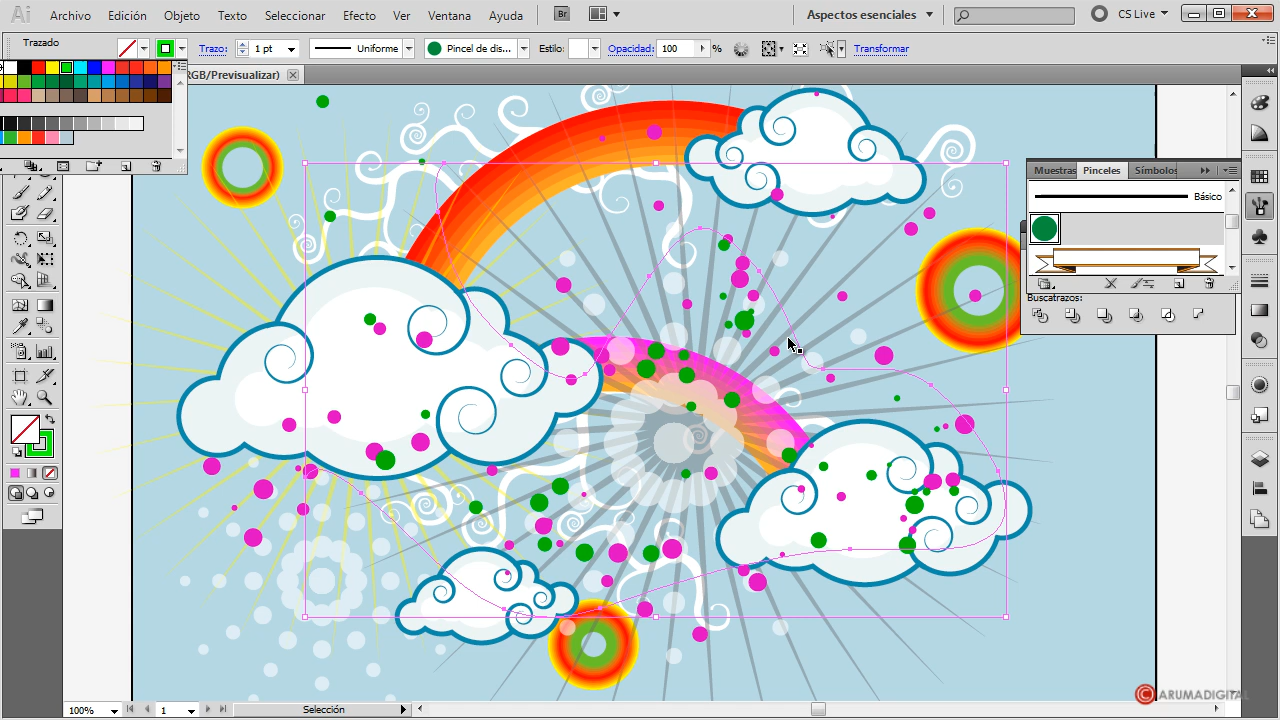 Ai Archivo Edición Objeto Texto Seleccionar Efecto Ver Ventana Ayuda Br Aspectos esenciales CS Live
Trazado Trazo: 1 pt Uniforme Pincel de dis... Estilo: Opacidad: 100 % Transformar
RGB/Previsualizar)
Muestras Pinceles Símbolos
Básico
Buscatrazos:
100% 1 Selección
© ARUMADIGITAL